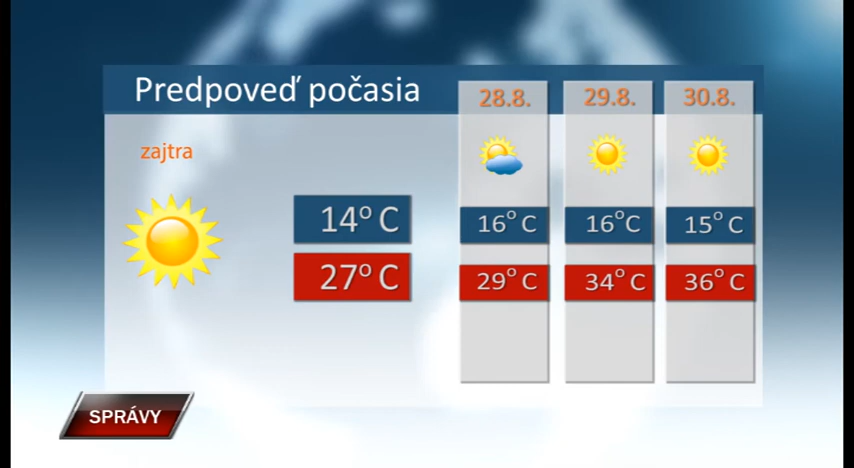 Predpoveď počasia
zajtra
14° C
27° C
28.8.
16° C
29° C
29.8.
16°C
34° C
30.8.
15° C
36° C
SPRÁVY